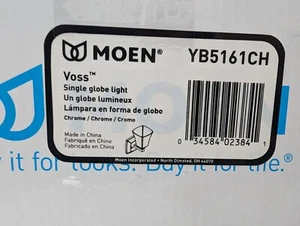 MOEN® YB5161CH
Voss™
Single globe light
Un globe lumineux
Lámpara en forma de globo
Chrome / Chrome / Cromo
Made in China
Fabriqué en Chine
Fabricado en China
0 34584 02384 1
Moen Incorporated • North Olmsted, OH 44070
it for looks. Buy it for life.®